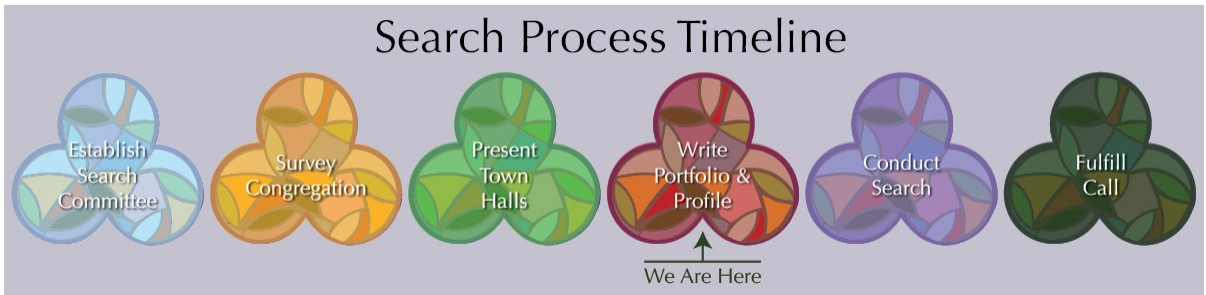 Search Process Timeline
Establish
Search
Committee
Survey
Congregation
Present
Town
Halls
Write
Portfolio &
Profile
Conduct
Search
Fulfill
Call
We Are Here